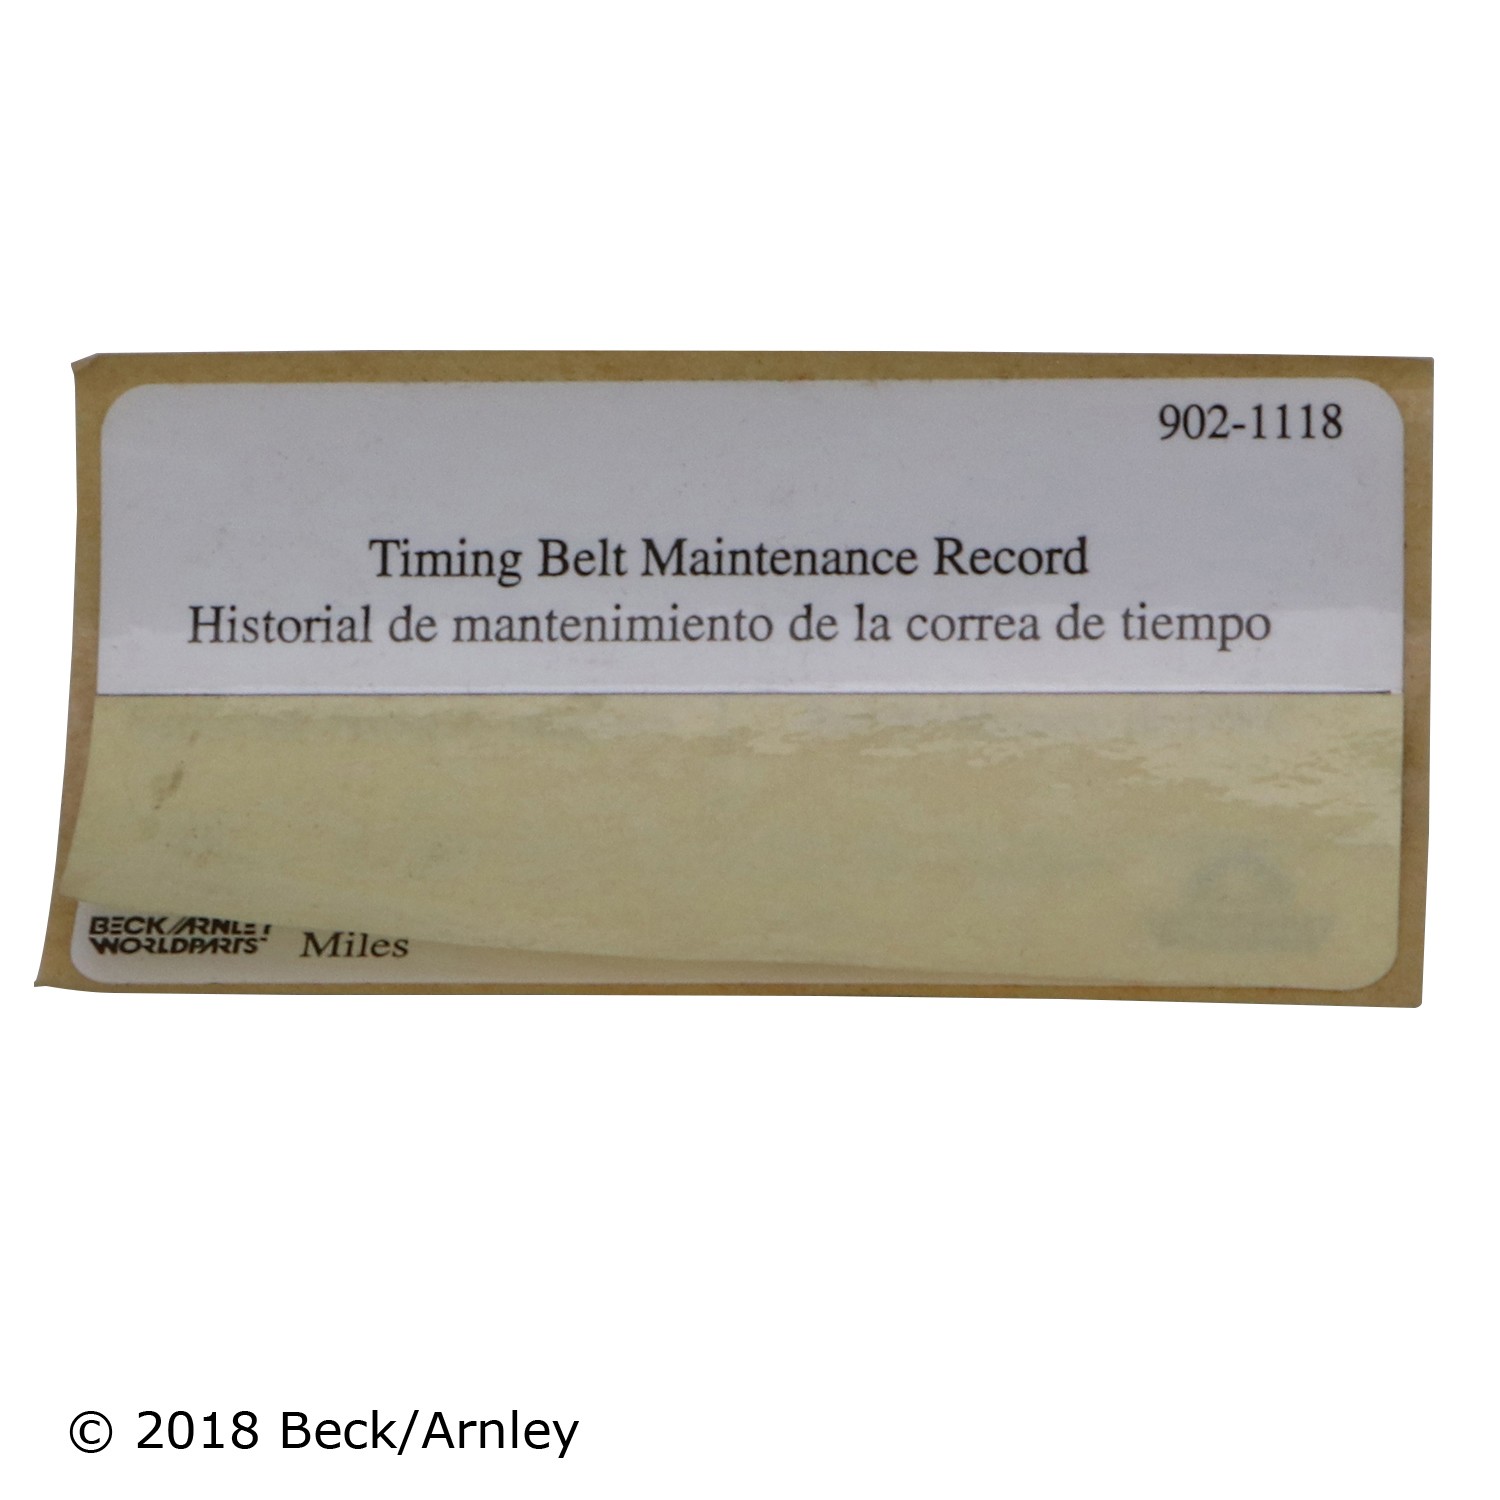 902-1118
Timing Belt Maintenance Record
Historial de mantenimiento de la correa de tiempo
BECK/ARNLEY
WORLDPARTS™
Miles
© 2018 Beck/Arnley